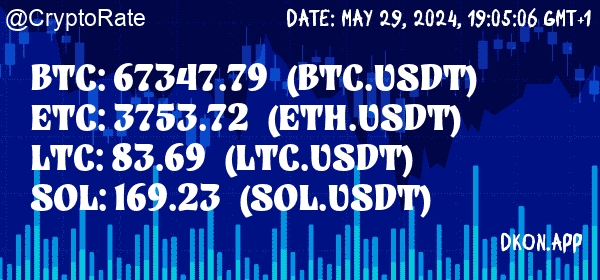 @CryptoRate
DATE: MAY 29, 2024, 19:05:06 GMT+1
BTC: 67347.79 (BTC.USDT)
ETC: 3753.72 (ETH.USDT)
LTC: 83.69 (LTC.USDT)
SOL: 169.23 (SOL.USDT)
DKON.APP